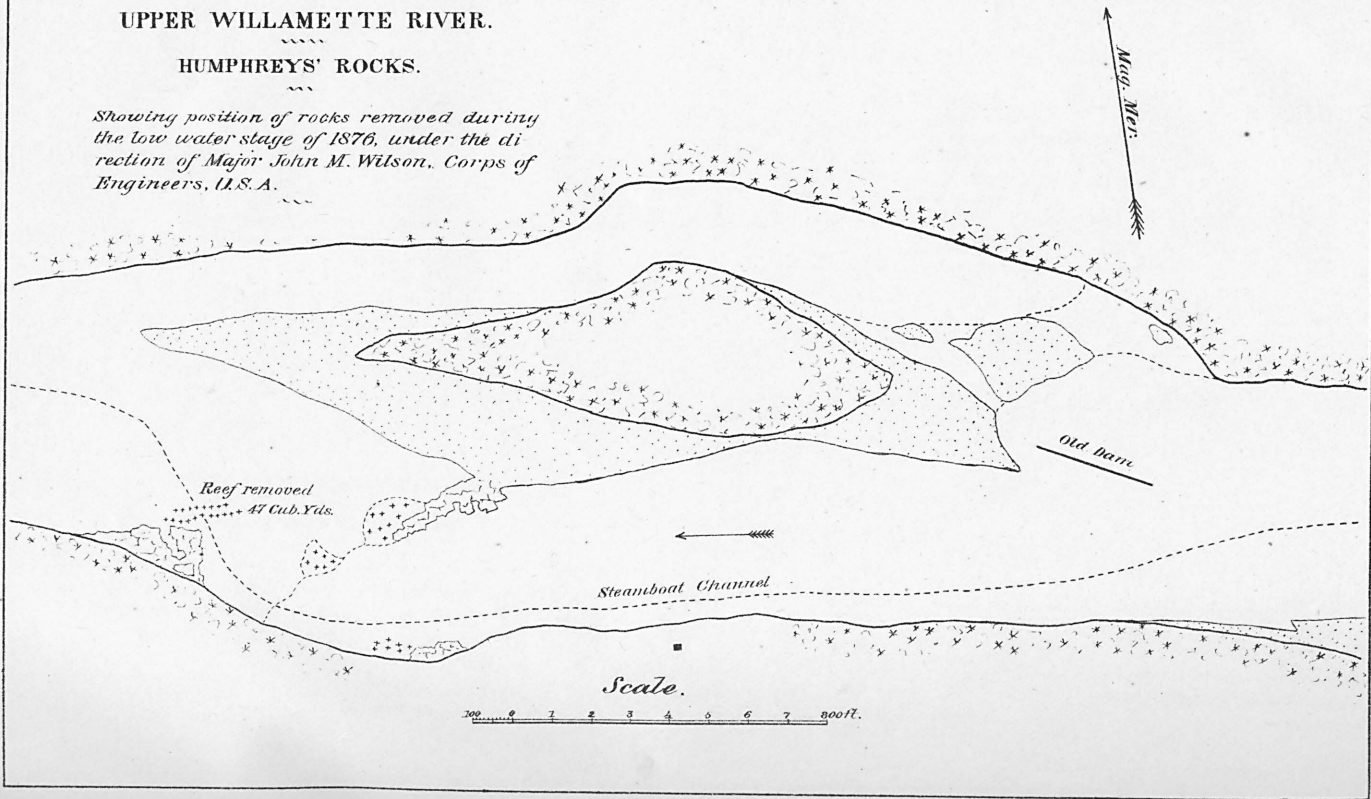 UPPER WILLAMETTE RIVER.
HUMPHREYS' ROCKS.
Showing position of rocks removed during
the low water stage of 1876, under the di
rection of Major John M. Wilson, Corps of
Engineers, U.S.A.
Mag. Mer.
Old Dam
Reef removed
47 Cub. Yds.
Steamboat Channel
Scale.
100 0 1 2 3 4 5 6 7 800ft.